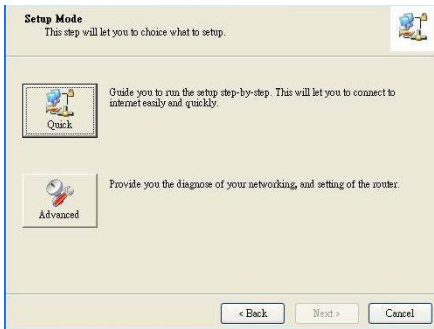 Setup Mode
This step will let you to choice what to setup.
Guide you to run the setup step-by-step. This will let you to connect to
internet easily and quickly.
Quick
Provide you the diagnose of your networking, and setting of the router.
Advanced
< Back
Next >
Cancel